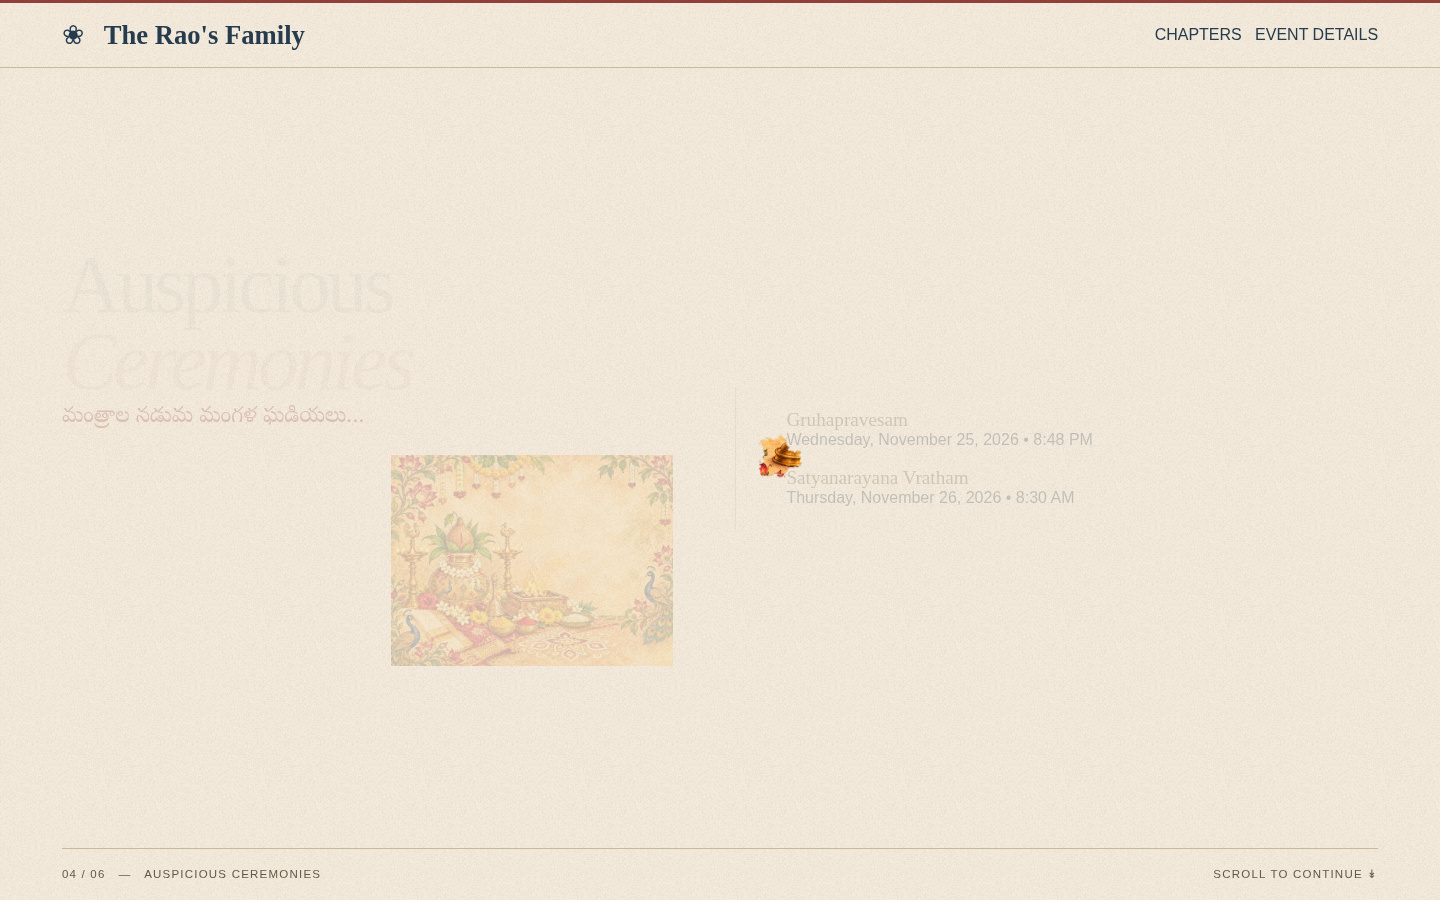 ❀ The Rao's Family
CHAPTERS EVENT DETAILS
Auspicious
Ceremonies
మంత్రాల నడుమ మంగళ ఘడియలు...
Gruhapravesam
Wednesday, November 25, 2026 • 8:48 PM
Satyanarayana Vratham
Thursday, November 26, 2026 • 8:30 AM
04 / 06 — AUSPICIOUS CEREMONIES
SCROLL TO CONTINUE ↡